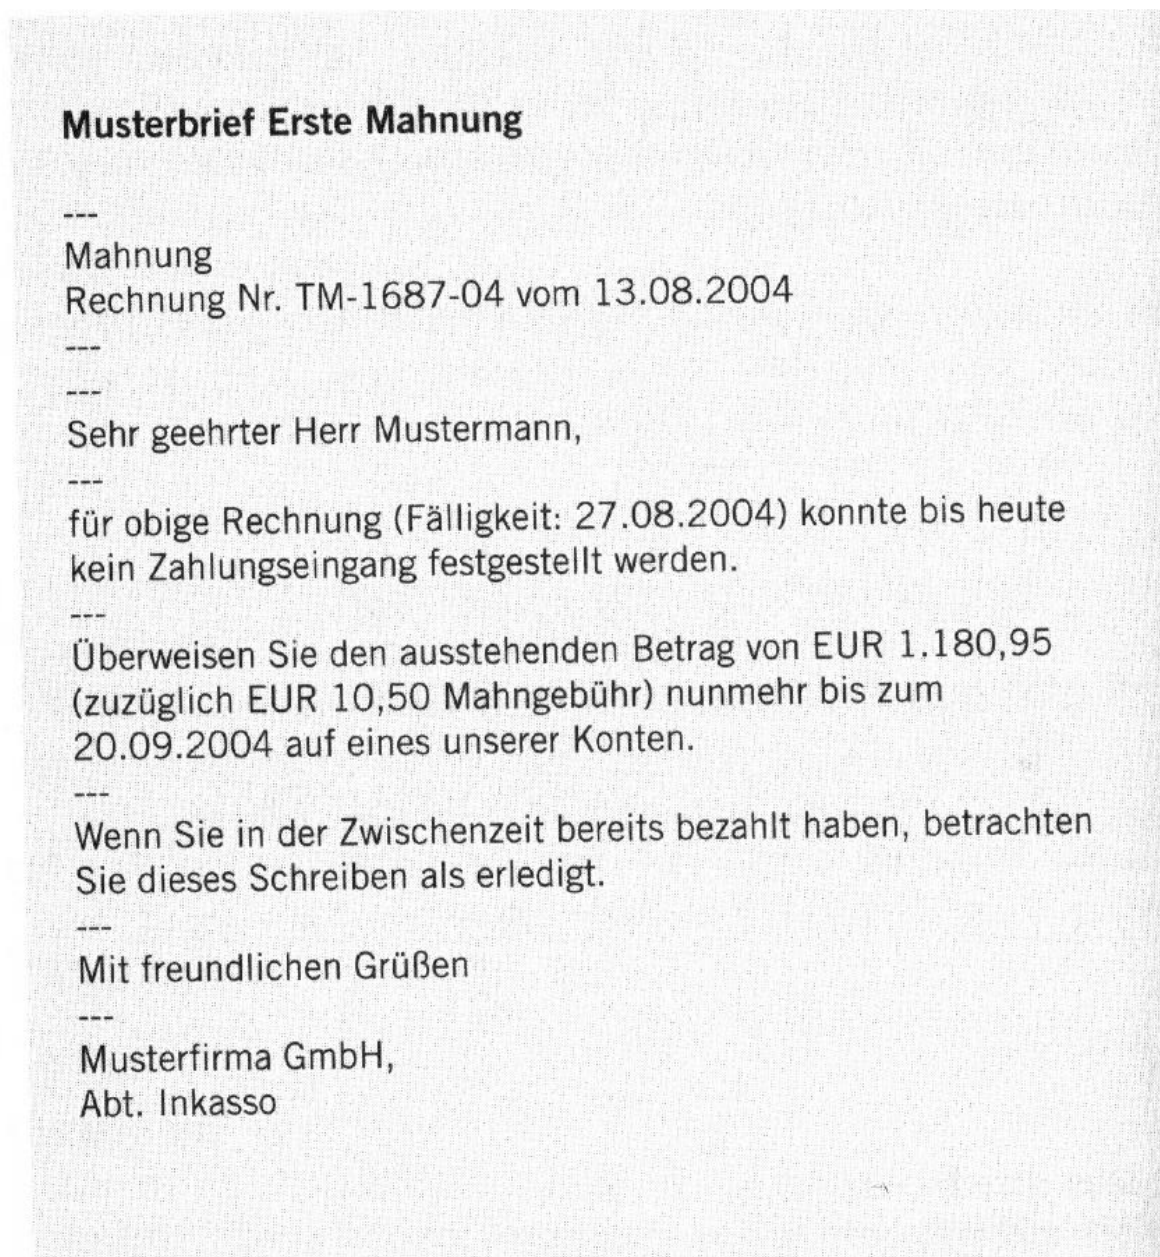 Musterbrief Erste Mahnung
---
Mahnung
Rechnung Nr. TM-1687-04 vom 13.08.2004
---
---
Sehr geehrter Herr Mustermann,
---
für obige Rechnung (Fälligkeit: 27.08.2004) konnte bis heute
kein Zahlungseingang festgestellt werden.
---
Überweisen Sie den ausstehenden Betrag von EUR 1.180,95
(zuzüglich EUR 10,50 Mahngebühr) nunmehr bis zum
20.09.2004 auf eines unserer Konten.
---
Wenn Sie in der Zwischenzeit bereits bezahlt haben, betrachten
Sie dieses Schreiben als erledigt.
---
Mit freundlichen Grüßen
---
Musterfirma GmbH,
Abt. Inkasso